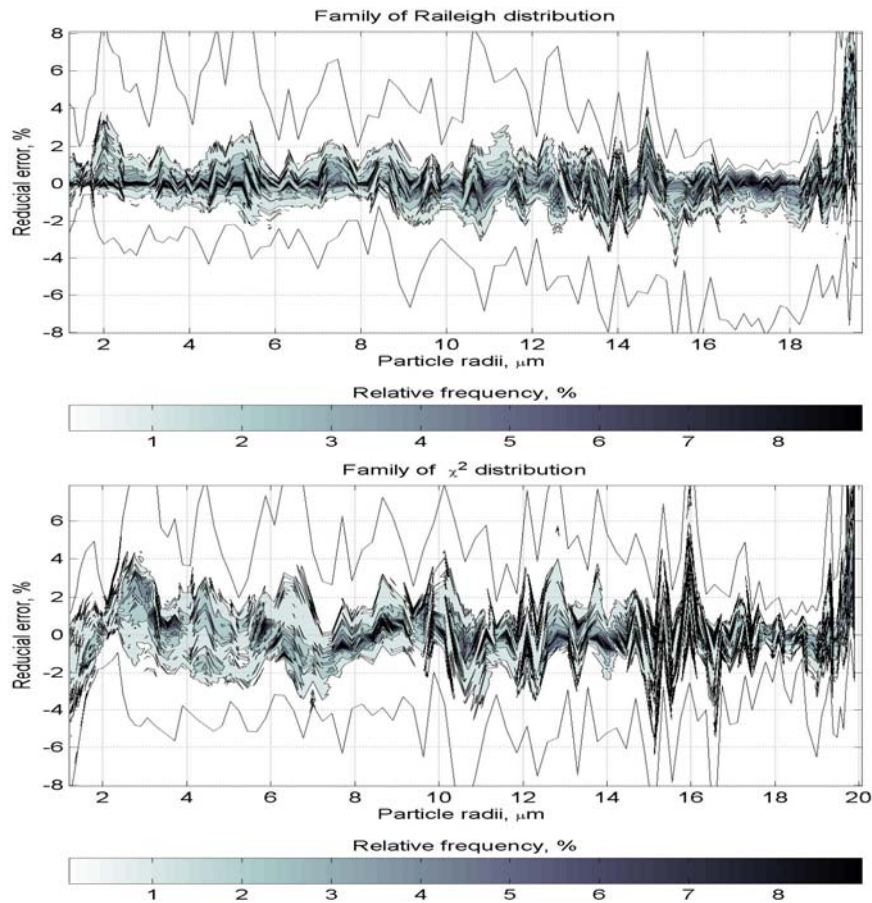 Family of Raileigh distribution
8
6
4
2
0
-2
-4
-6
-8
Reducial error, %
2 4 6 8 10 12 14 16 18
Particle radii, μm
Relative frequency, %
1 2 3 4 5 6 7 8
Family of χ2 distribution
6
4
2
0
-2
-4
-6
-8
Reducial error, %
2 4 6 8 10 12 14 16 18 20
Particle radii, μm
Relative frequency, %
1 2 3 4 5 6 7 8